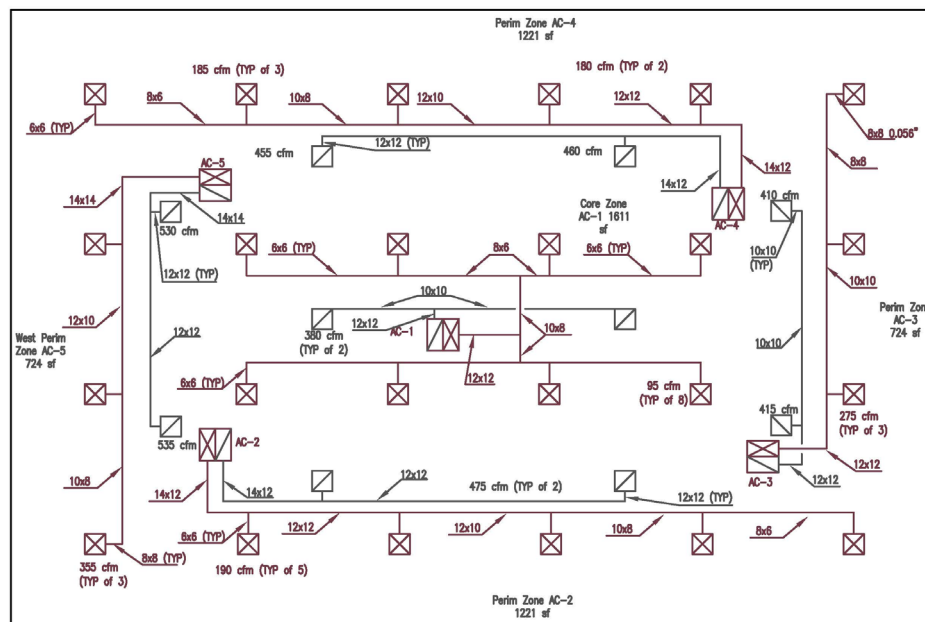 Perim Zone AC-4
1221 sf
185 cfm (TYP of 3)
180 cfm (TYP of 2)
8x6
10x8
12x10
12x12
6x6 (TYP)
8x8 0.056"
12x12 (TYP)
455 cfm
460 cfm
8x8
AC-5
14x12
14x12
14x14
14x14
410 cfm
Core Zone
AC-1 1611
sf
AC-4
530 cfm
12x12 (TYP)
6x6 (TYP)
8x6
6x6 (TYP)
10x10
(TYP)
10x10
10x10
12x10
12x12
380 cfm
(TYP of 2)
AC-1
10x8
Perim Zon
AC-3
724 sf
West Perim
Zone AC-5
724 sf
12x12
10x10
6x6 (TYP)
12x12
95 cfm
(TYP of 8)
415 cfm
275 cfm
(TYP of 3)
535 cfm
AC-2
10x8
12x12
12x12
AC-3
12x12
14x12
14x12
475 cfm (TYP of 2)
12x12 (TYP)
6x6 (TYP)
12x12
12x10
10x8
8x6
355 cfm
(TYP of 3)
8x8 (TYP)
190 cfm (TYP of 5)
Perim Zone AC-2
1221 sf